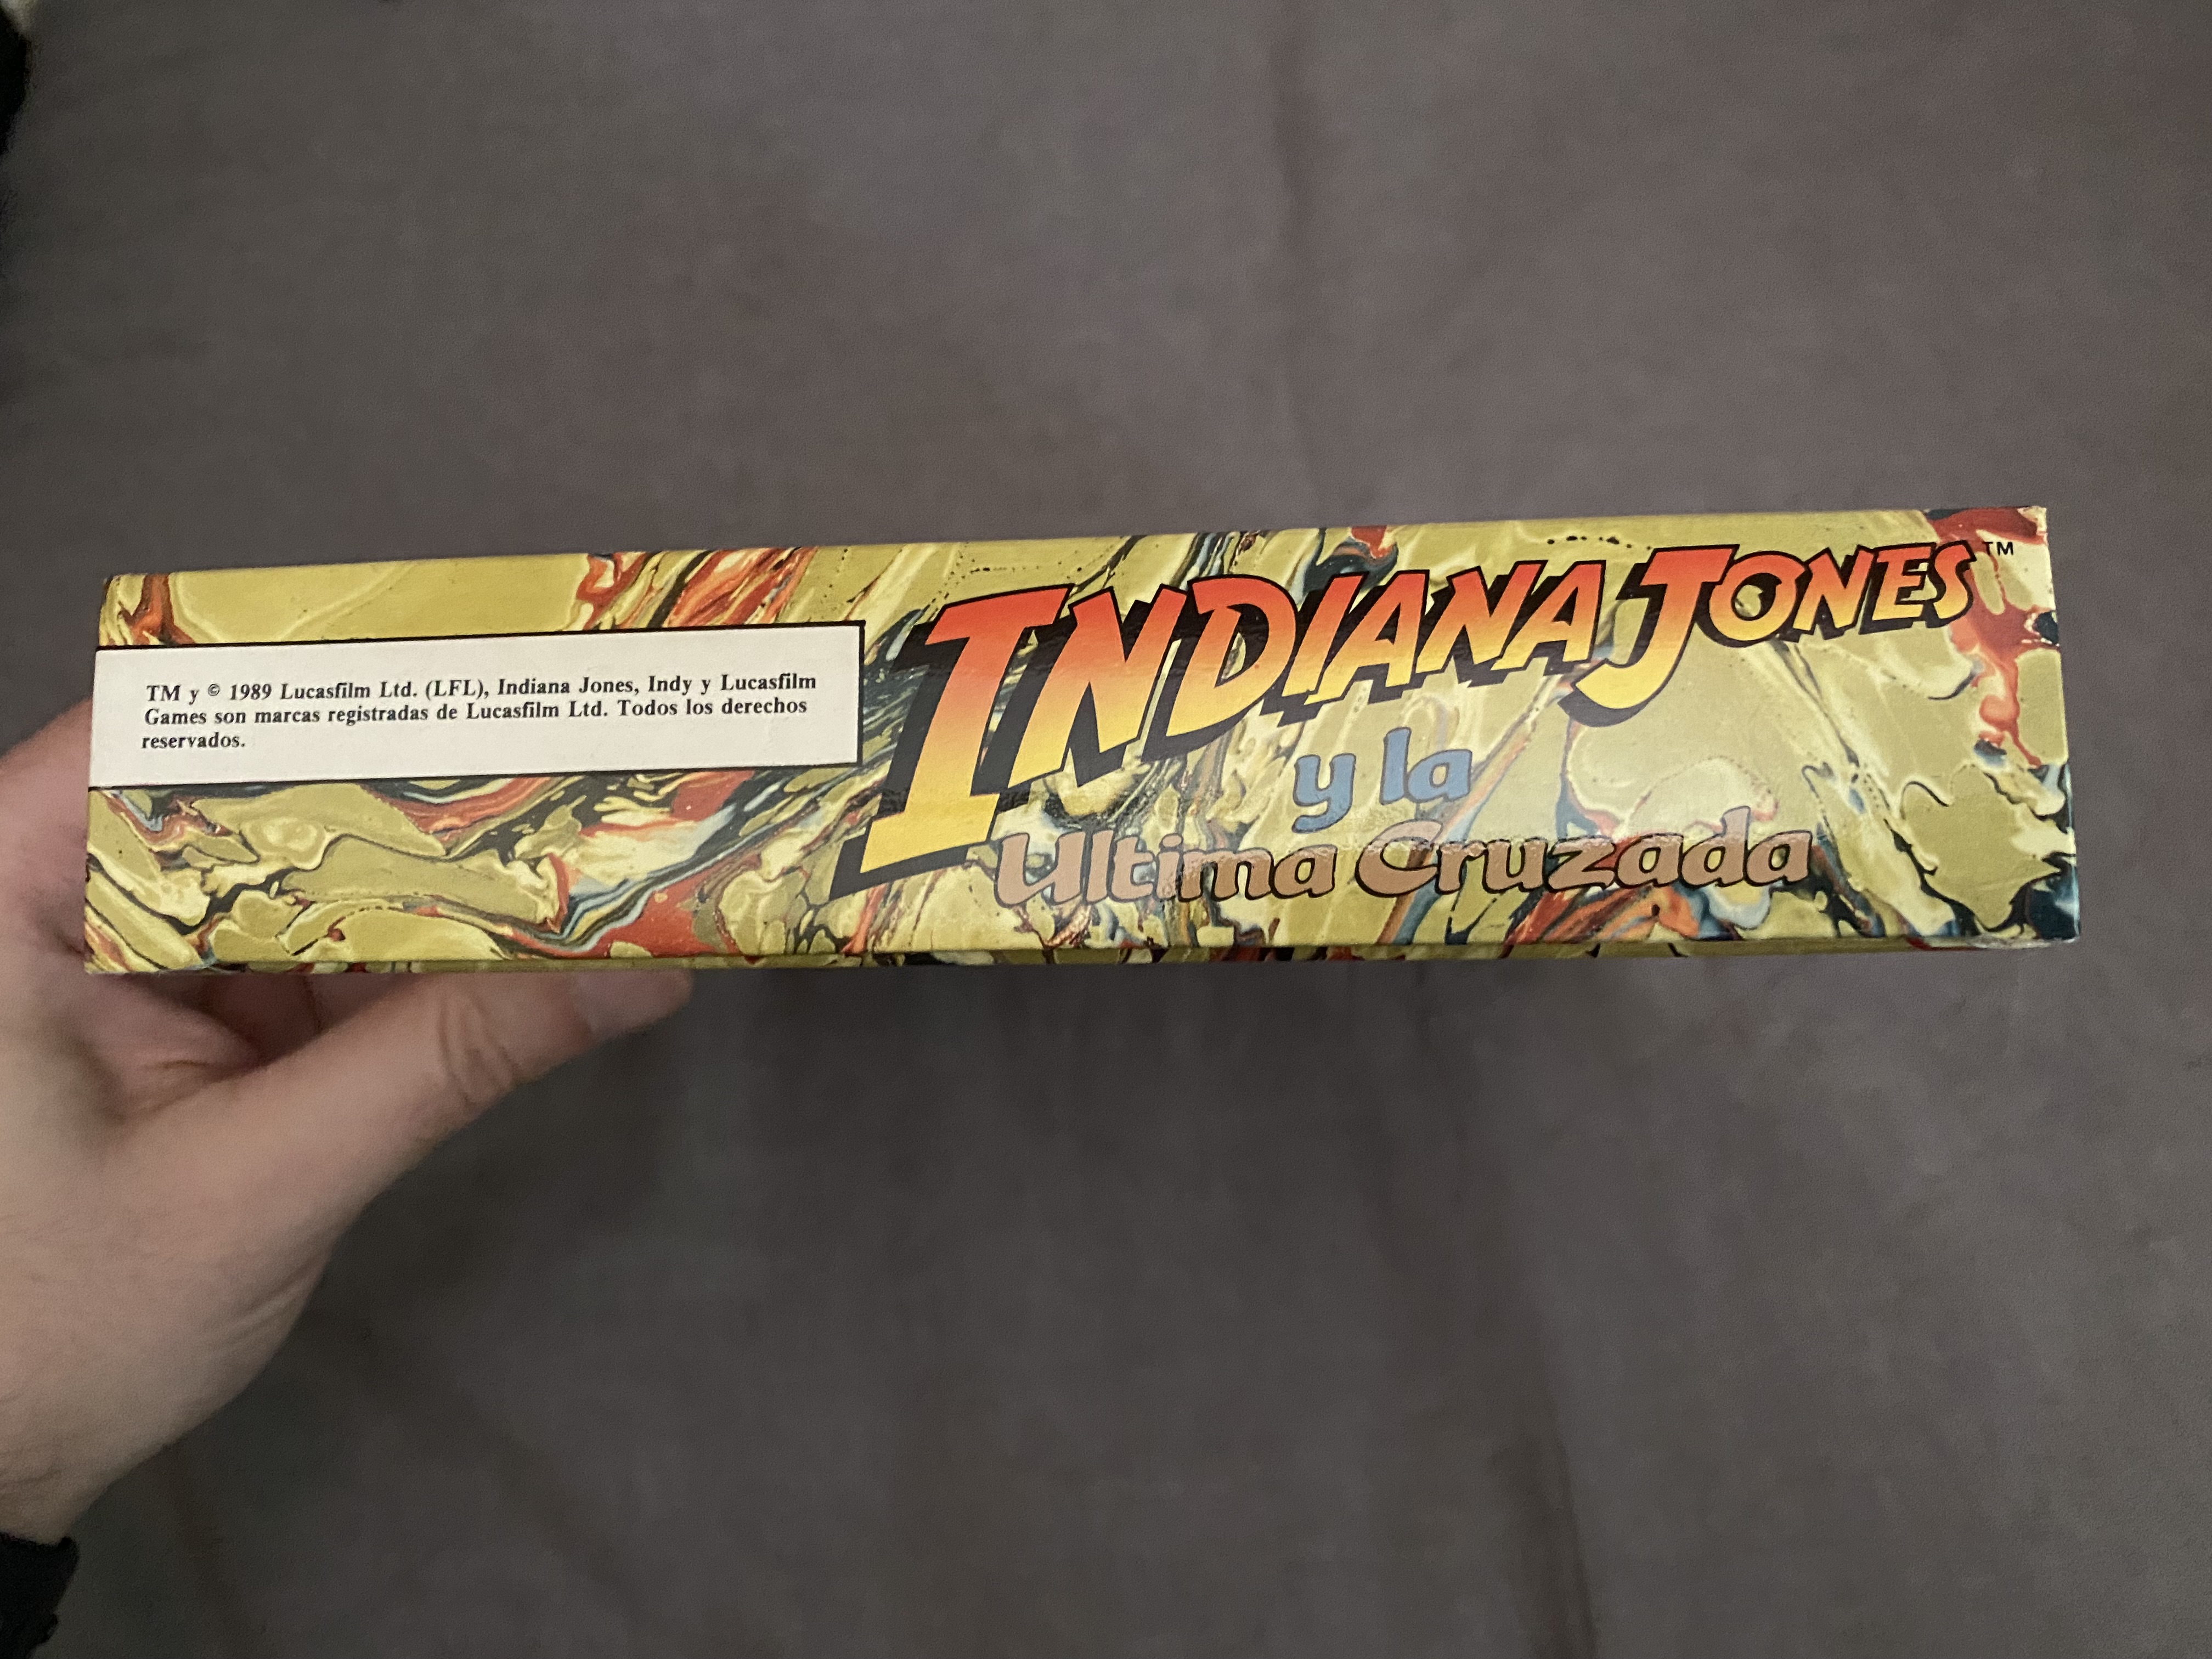 TM y © 1989 Lucasfilm Ltd. (LFL), Indiana Jones, Indy y Lucasfilm
Games son marcas registradas de Lucasfilm Ltd. Todos los derechos
reservados.
INDIANA JONES™
y la
Ultima Cruzada